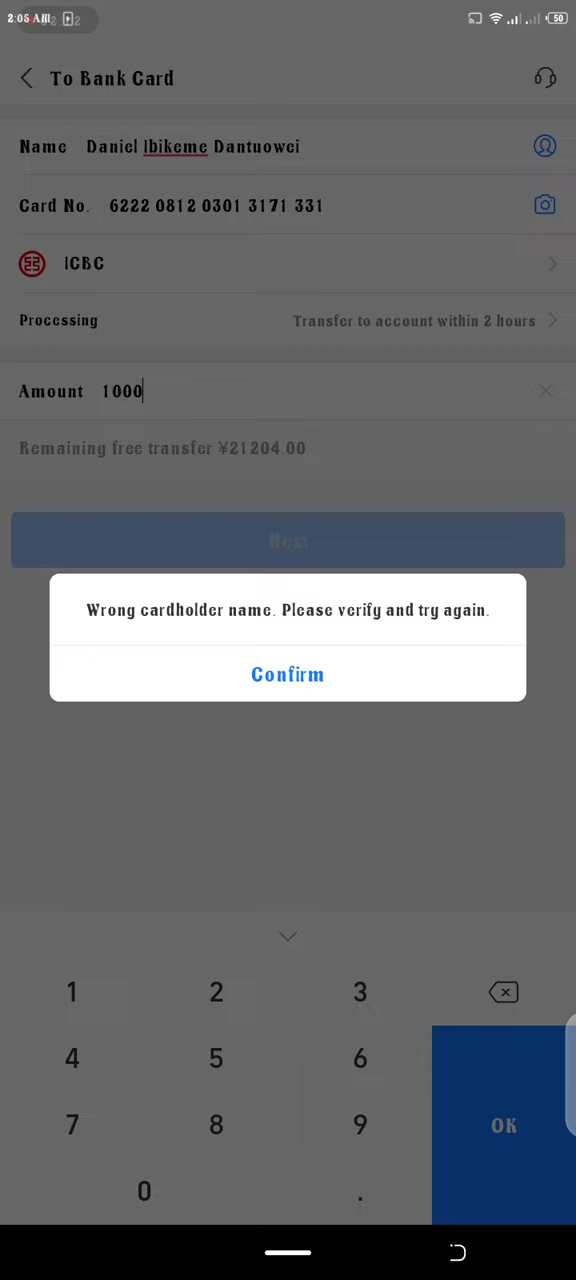 2:05 AM
50
To Bank Card
Name Daniel Ibikeme Dantuowei
Card No. 6222 0812 0301 3171 331
ICBC
Processing Transfer to account within 2 hours
Amount 1000
Remaining free transfer ¥21204.00
Next
Wrong cardholder name. Please verify and try again.
Confirm
1 2 3
4 5 6
7 8 9
OK
0 .